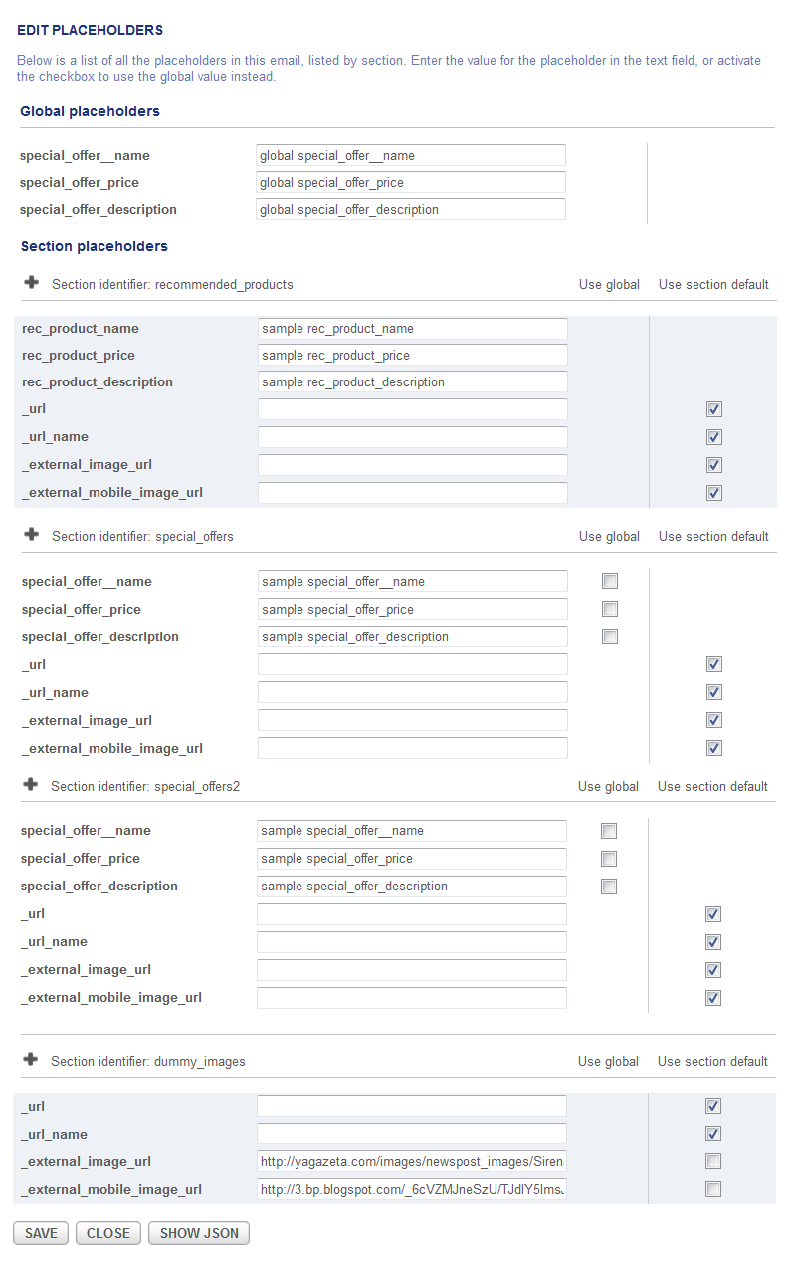 EDIT PLACEHOLDERS
Below is a list of all the placeholders in this email, listed by section. Enter the value for the placeholder in the text field, or activate
the checkbox to use the global value instead.
Global placeholders
special_offer__name global special_offer__name
special_offer_price global special_offer_price
special_offer_description global special_offer_description
Section placeholders
Section identifier: recommended_products Use global Use section default
rec_product_name sample rec_product_name
rec_product_price sample rec_product_price
rec_product_description sample rec_product_description
_url
_url_name
_external_image_url
_external_mobile_image_url
Section identifier: special_offers Use global Use section default
special_offer__name sample special_offer__name
special_offer_price sample special_offer_price
special_offer_description sample special_offer_description
_url
_url_name
_external_image_url
_external_mobile_image_url
Section identifier: special_offers2 Use global Use section default
special_offer__name sample special_offer__name
special_offer_price sample special_offer_price
special_offer_description sample special_offer_description
_url
_url_name
_external_image_url
_external_mobile_image_url
Section identifier: dummy_images Use global Use section default
_url
_url_name
_external_image_url http://yagazeta.com/images/newspost_images/Siren
_external_mobile_image_url
SAVE CLOSE SHOW JSON